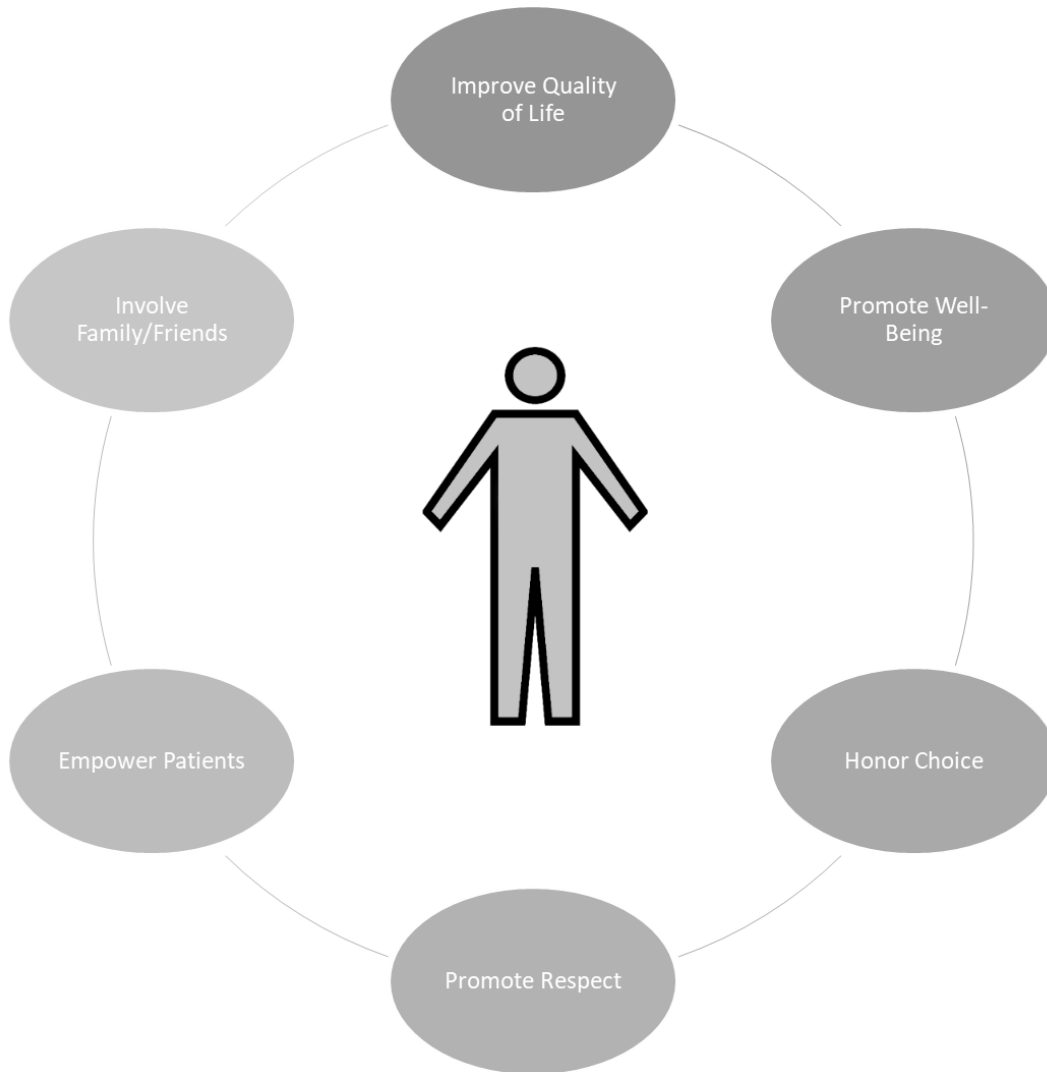 Improve Quality
of Life
Promote Well-
Being
Honor Choice
Promote Respect
Empower Patients
Involve
Family/Friends